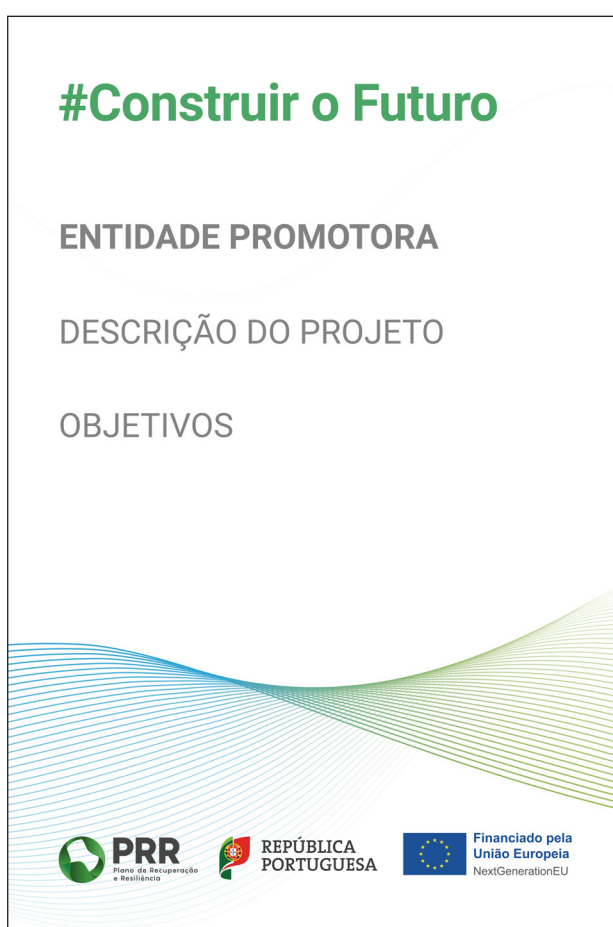 #Construir o Futuro
ENTIDADE PROMOTORA
DESCRIÇÃO DO PROJETO
OBJETIVOS
PRR
Plano de Recuperação
e Resiliência
REPÚBLICA
PORTUGUESA
Financiado pela
União Europeia
NextGenerationEU